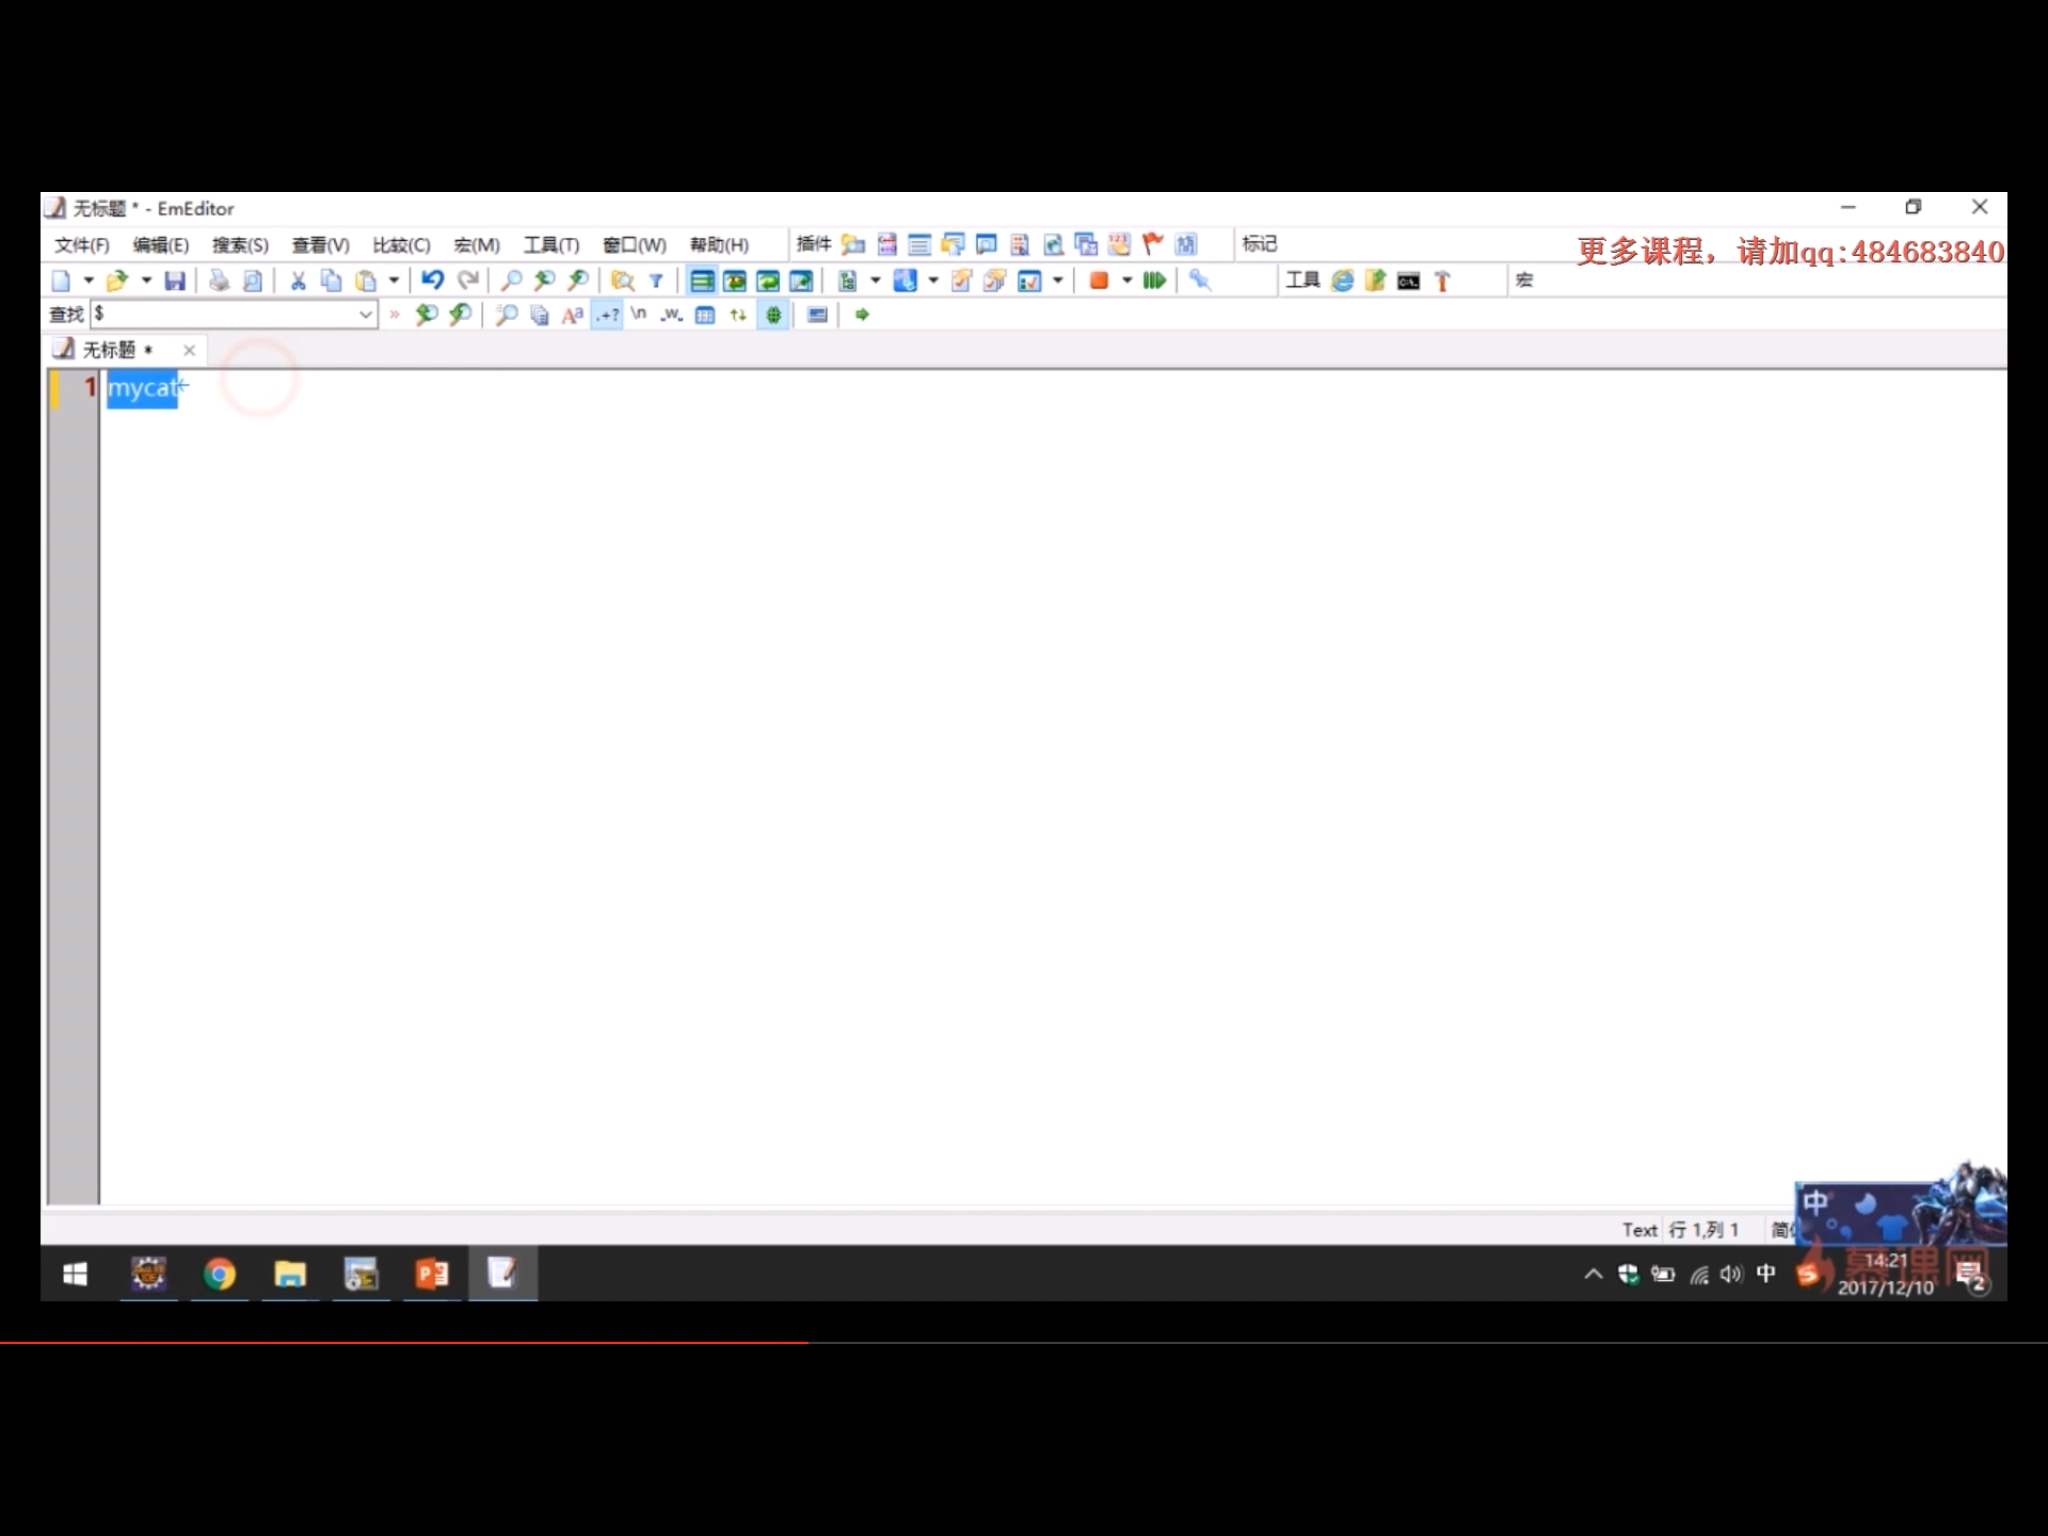 无标题 * - EmEditor
文件(F) 编辑(E) 搜索(S) 查看(V) 比较(C) 宏(M) 工具(T) 窗口(W) 帮助(H) 插件 标记
更多课程，请加qq:484683840
工具 宏
查找 $ Aa .+? \n
无标题 *
1 mycat
中
Text 行 1,列 1 简
中 14:21
2017/12/10 2
慕课网